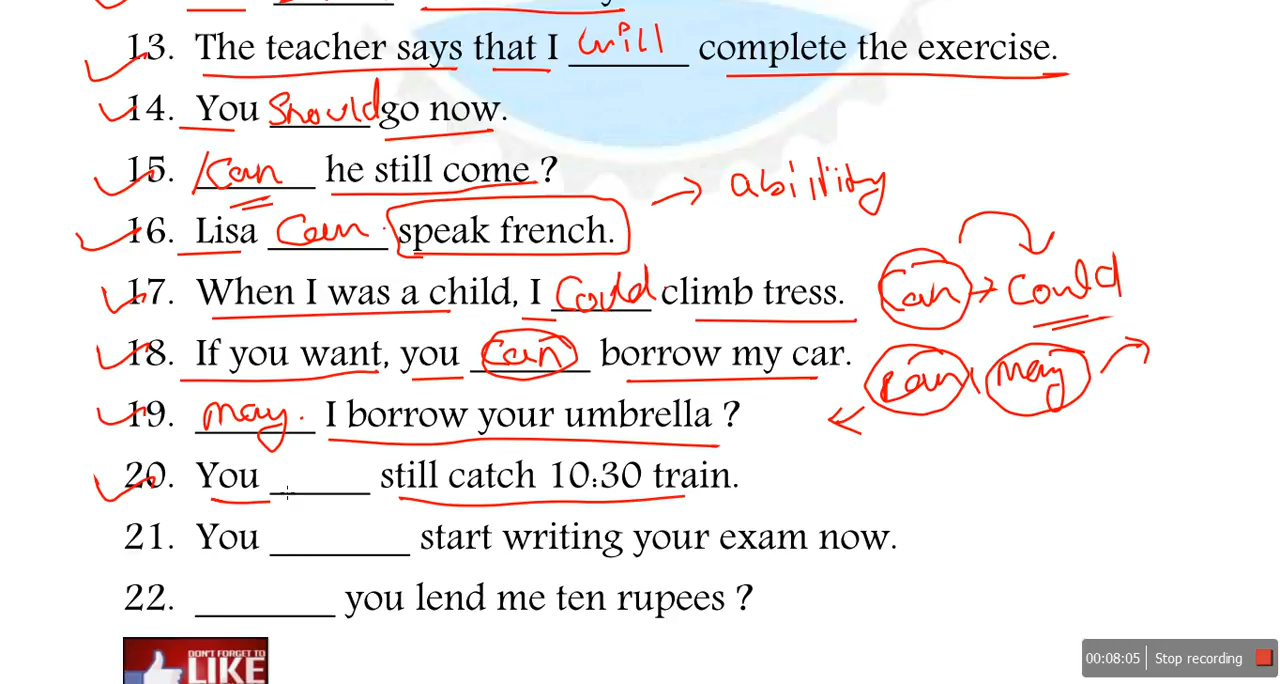 13. The teacher says that I will complete the exercise.
14. You Should go now.
15. Can he still come ?
16. Lisa Can speak french. → ability
17. When I was a child, I Could climb tress. Can → Could
18. If you want, you Can borrow my car. Can, may
19. may. I borrow your umbrella ?
20. You ______ still catch 10:30 train.
21. You ________ start writing your exam now.
22. ________ you lend me ten rupees ?
DON'T FORGET TO
LIKE
00:08:05 Stop recording